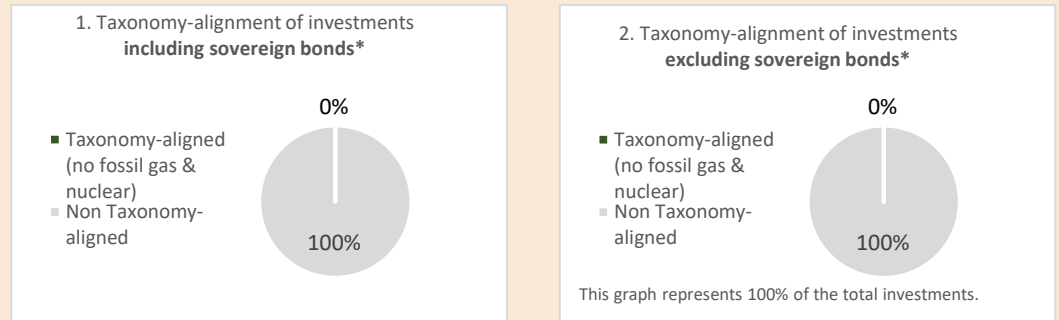 1. Taxonomy-alignment of investments
including sovereign bonds*
0%
Taxonomy-aligned
(no fossil gas &
nuclear)
Non Taxonomy-
aligned
100%
2. Taxonomy-alignment of investments
excluding sovereign bonds*
0%
Taxonomy-aligned
(no fossil gas &
nuclear)
Non Taxonomy-
aligned
100%
This graph represents 100% of the total investments.